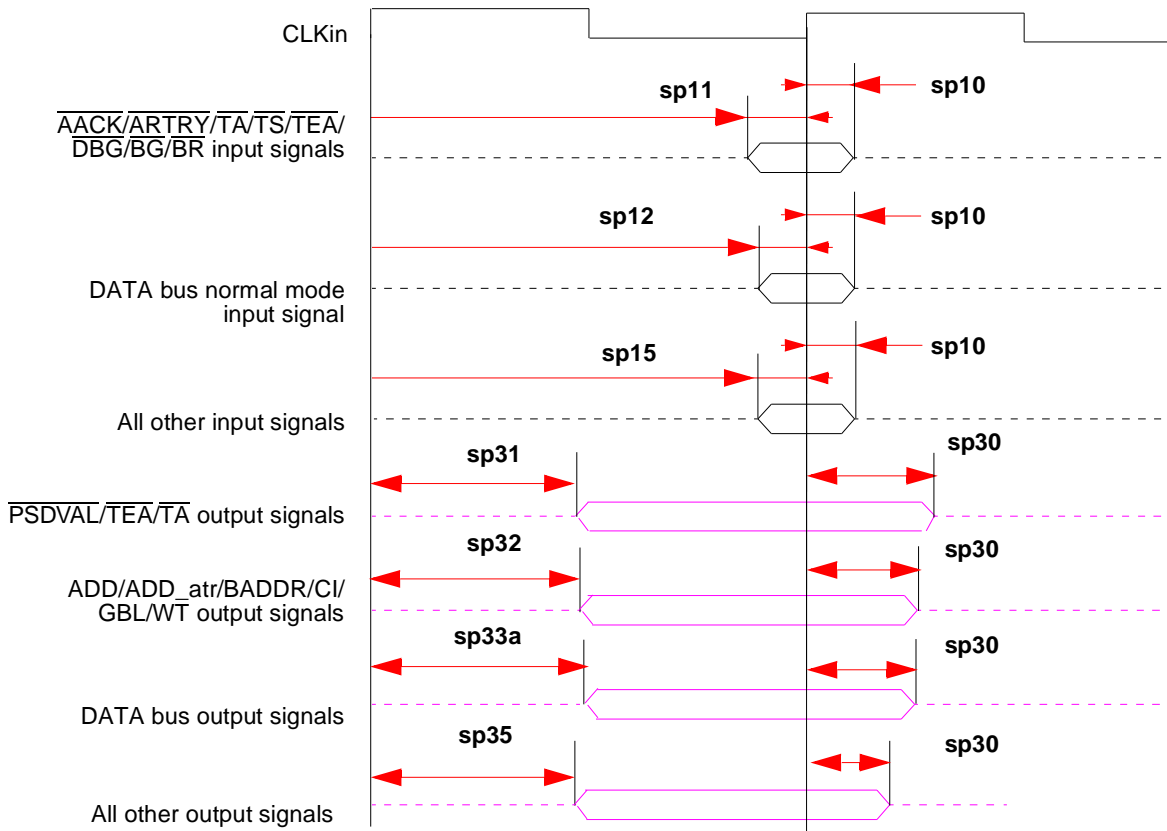 CLKin
sp11
sp10
AACK/ARTRY/TA/TS/TEA/
DBG/BG/BR input signals
sp12
sp10
DATA bus normal mode
input signal
sp15
sp10
All other input signals
sp31
sp30
PSDVAL/TEA/TA output signals
sp32
sp30
ADD/ADD_atr/BADDR/CI/
GBL/WT output signals
sp33a
sp30
DATA bus output signals
sp35
sp30
All other output signals